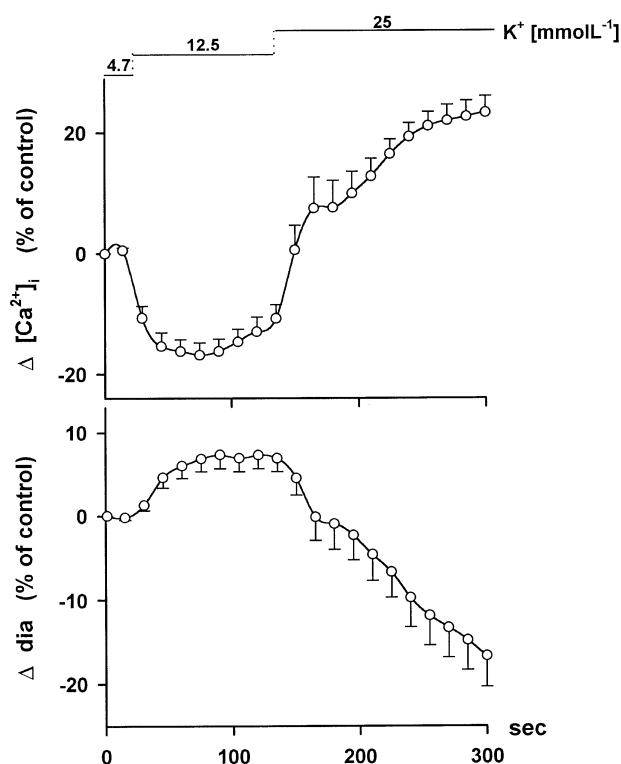 25
K⁺ [mmolL⁻¹]
12.5
4.7
Δ [Ca²⁺]ᵢ (% of control)
20
0
-20
Δ dia (% of control)
10
0
-10
-20
sec
0 100 200 300